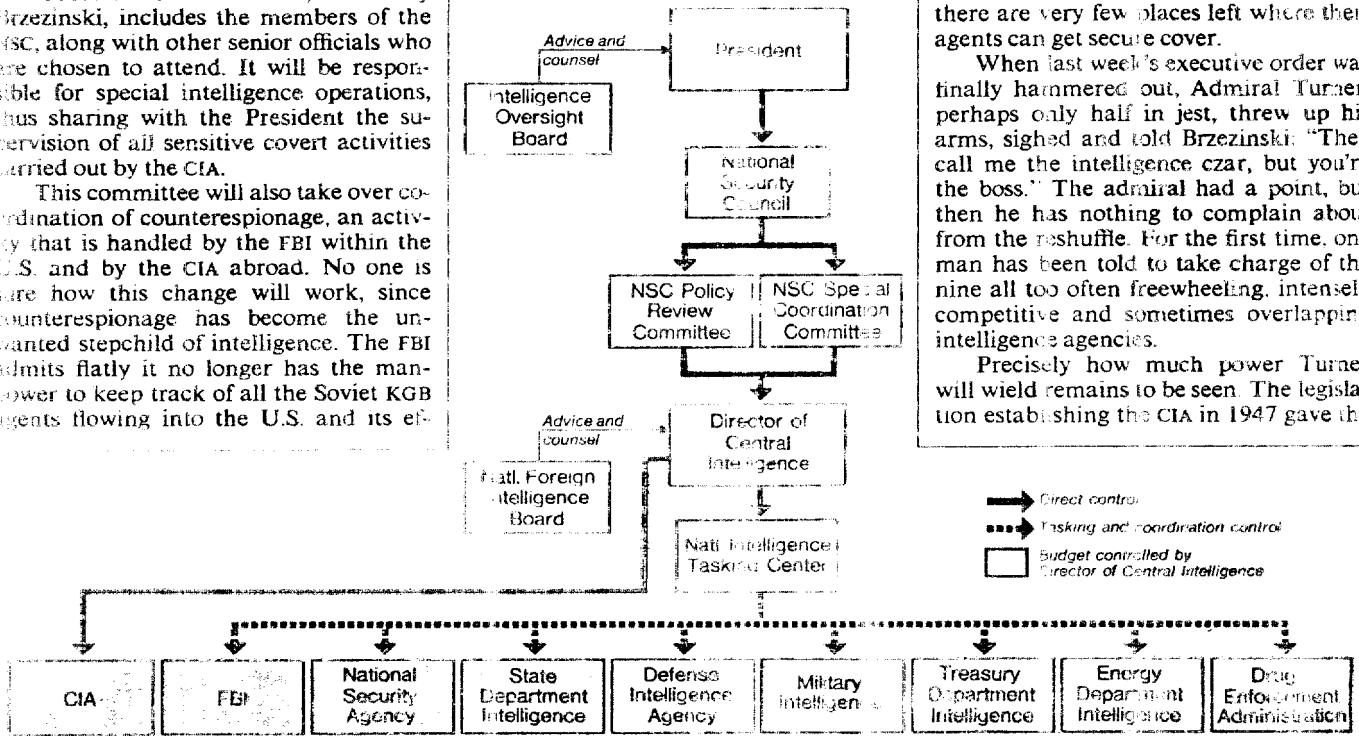 Brzezinski, includes the members of the
NSC, along with other senior officials who
are chosen to attend. It will be respon-
sible for special intelligence operations,
thus sharing with the President the su-
pervision of all sensitive covert activities
carried out by the CIA.
This committee will also take over co-
ordination of counterespionage, an activ-
ity that is handled by the FBI within the
U.S. and by the CIA abroad. No one is
sure how this change will work, since
counterespionage has become the un-
wanted stepchild of intelligence. The FBI
admits flatly it no longer has the man-
power to keep track of all the Soviet KGB
agents flowing into the U.S. and its ef-
Advice and
counsel
President
Intelligence
Oversight
Board
National
Security
Council
NSC Policy
Review
Committee
NSC Special
Coordination
Committee
Advice and
counsel
Director of
Central
Intelligence
Natl. Foreign
Intelligence
Board
Natl Intelligence
Tasking Center
there are very few places left where their
agents can get secure cover.
When last week's executive order wa
finally hammered out, Admiral Turner
perhaps only half in jest, threw up hi
arms, sighed and told Brzezinski: "The
call me the intelligence czar, but you'r
the boss." The admiral had a point, bu
then he has nothing to complain abou
from the reshuffle. For the first time, on
man has been told to take charge of th
nine all too often freewheeling, intensel
competitive and sometimes overlappin
intelligence agencies.
Precisely how much power Turne
will wield remains to be seen. The legisla
tion establishing the CIA in 1947 gave th
Direct control
Tasking and coordination control
Budget controlled by
Director of Central Intelligence
CIA
FBI
National
Security
Agency
State
Department
Intelligence
Defense
Intelligence
Agency
Military
Intelligence
Treasury
Department
Intelligence
Energy
Department
Intelligence
Drug
Enforcement
Administration